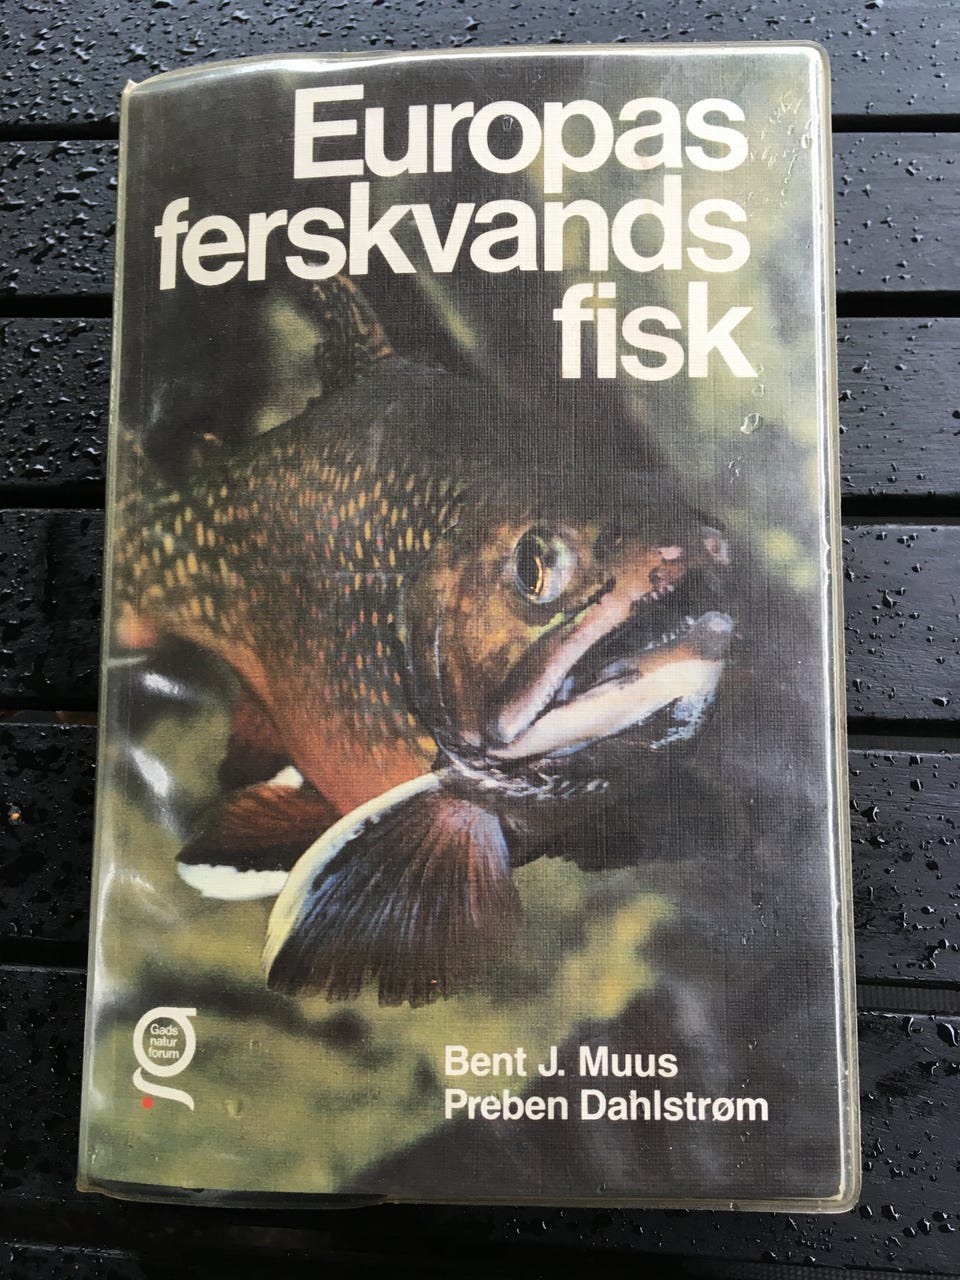 Europas
ferskvands
fisk
Gads
natur
forum
Bent J. Muus
Preben Dahlstrøm